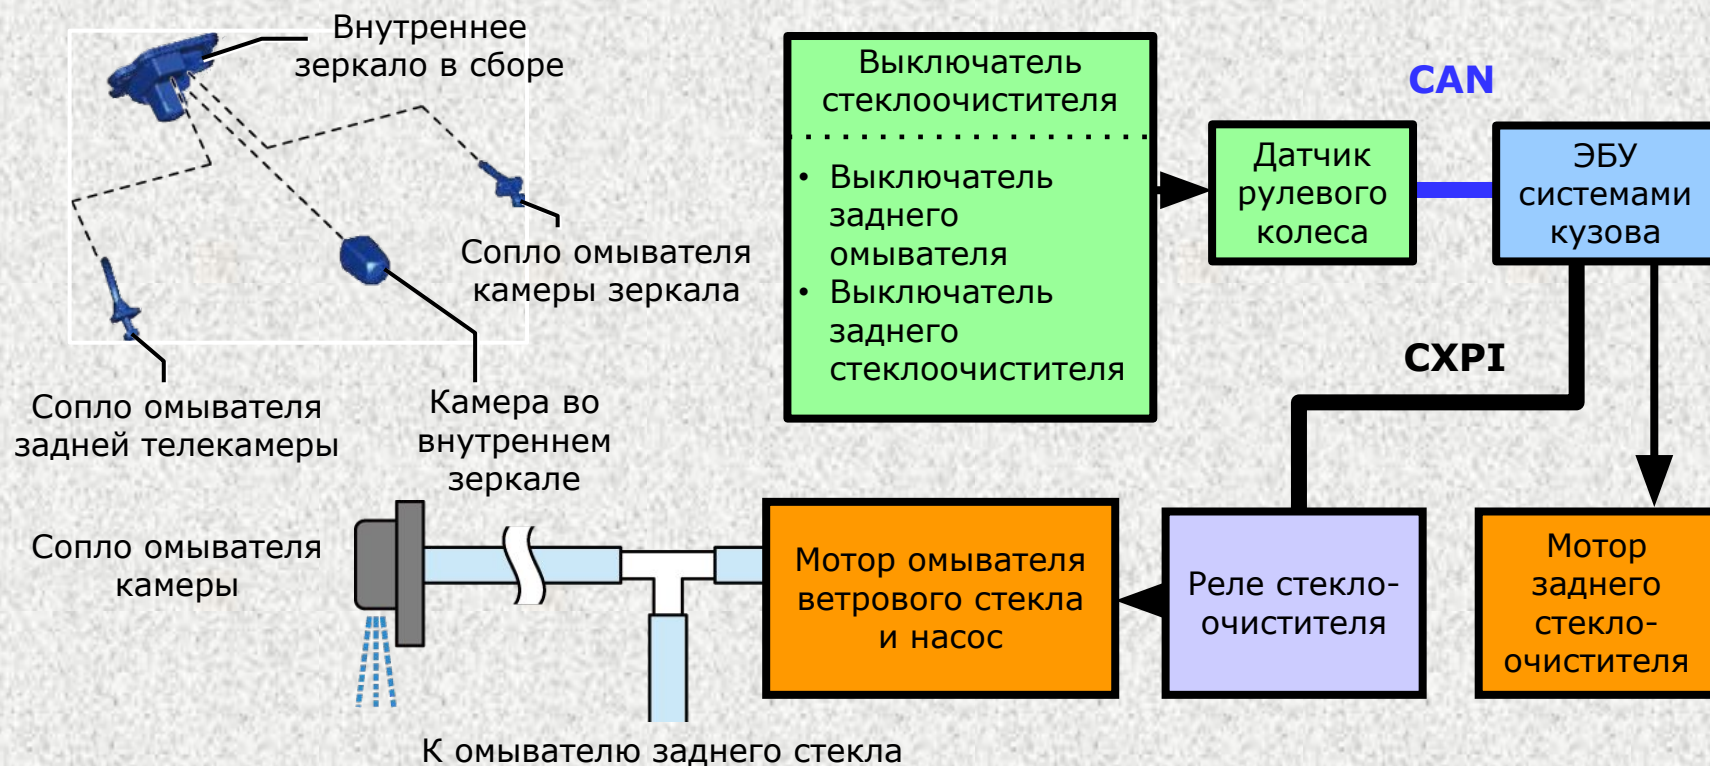 Внутреннее
зеркало в сборе
Сопло омывателя
камеры зеркала
Сопло омывателя
задней телекамеры
Камера во
внутреннем
зеркале
Выключатель
стеклоочистителя
• Выключатель
заднего
омывателя
• Выключатель
заднего
стеклоочистителя
Датчик
рулевого
колеса
CAN
ЭБУ
системами
кузова
CXPI
Сопло омывателя
камеры
Мотор омывателя
ветрового стекла
и насос
Реле стекло-
очистителя
Мотор
заднего
стекло-
очистителя
К омывателю заднего стекла